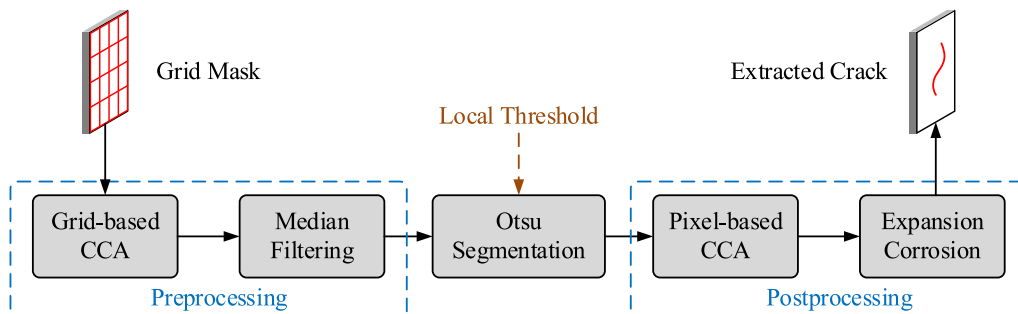 Grid Mask
Extracted Crack
Local Threshold
Grid-based
CCA
Median
Filtering
Otsu
Segmentation
Pixel-based
CCA
Expansion
Corrosion
Preprocessing
Postprocessing